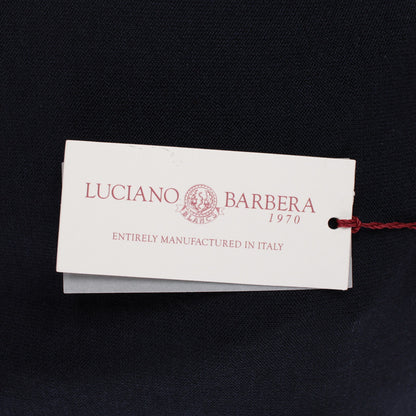 LUCIANO BARBERA
1970
ENTIRELY MANUFACTURED IN ITALY